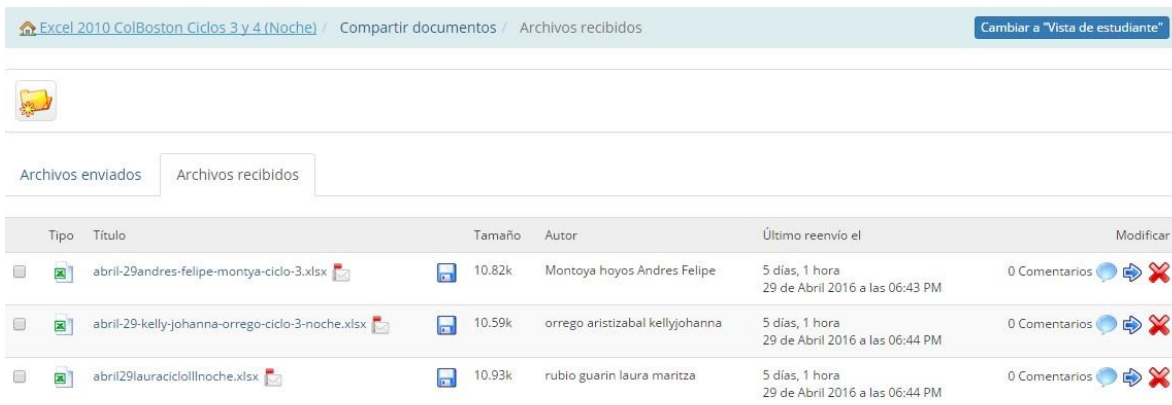 Excel 2010 ColBoston Ciclos 3 y 4 (Noche) / Compartir documentos / Archivos recibidos Cambiar a "Vista de estudiante"
Archivos enviados Archivos recibidos
Tipo Título Tamaño Autor Último reenvío el Modificar
abril-29andres-felipe-montya-ciclo-3.xlsx 10.82k Montoya hoyos Andres Felipe 5 días, 1 hora 0 Comentarios
29 de Abril 2016 a las 06:43 PM
abril-29-kelly-johanna-orrego-ciclo-3-noche.xlsx 10.59k orrego aristizabal kellyjohanna 5 días, 1 hora 0 Comentarios
29 de Abril 2016 a las 06:44 PM
abril29lauracicloIIInoche.xlsx 10.93k rubio guarin laura maritza 5 días, 1 hora 0 Comentarios
29 de Abril 2016 a las 06:44 PM